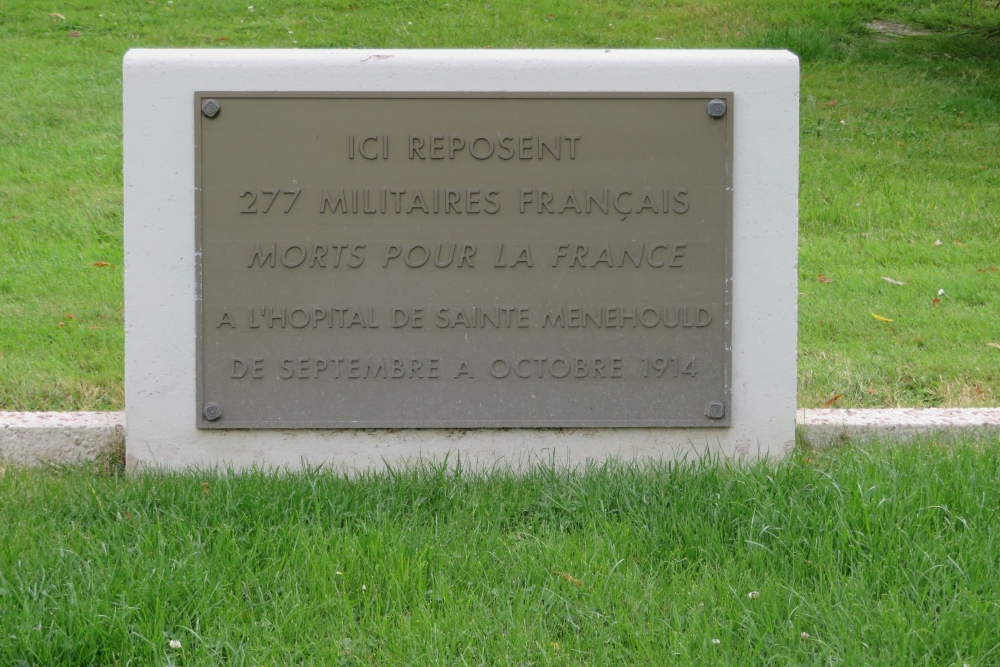 ICI REPOSENT
277 MILITAIRES FRANÇAIS
MORTS POUR LA FRANCE
A L'HOPITAL DE SAINTE MENEHOULD
DE SEPTEMBRE A OCTOBRE 1914